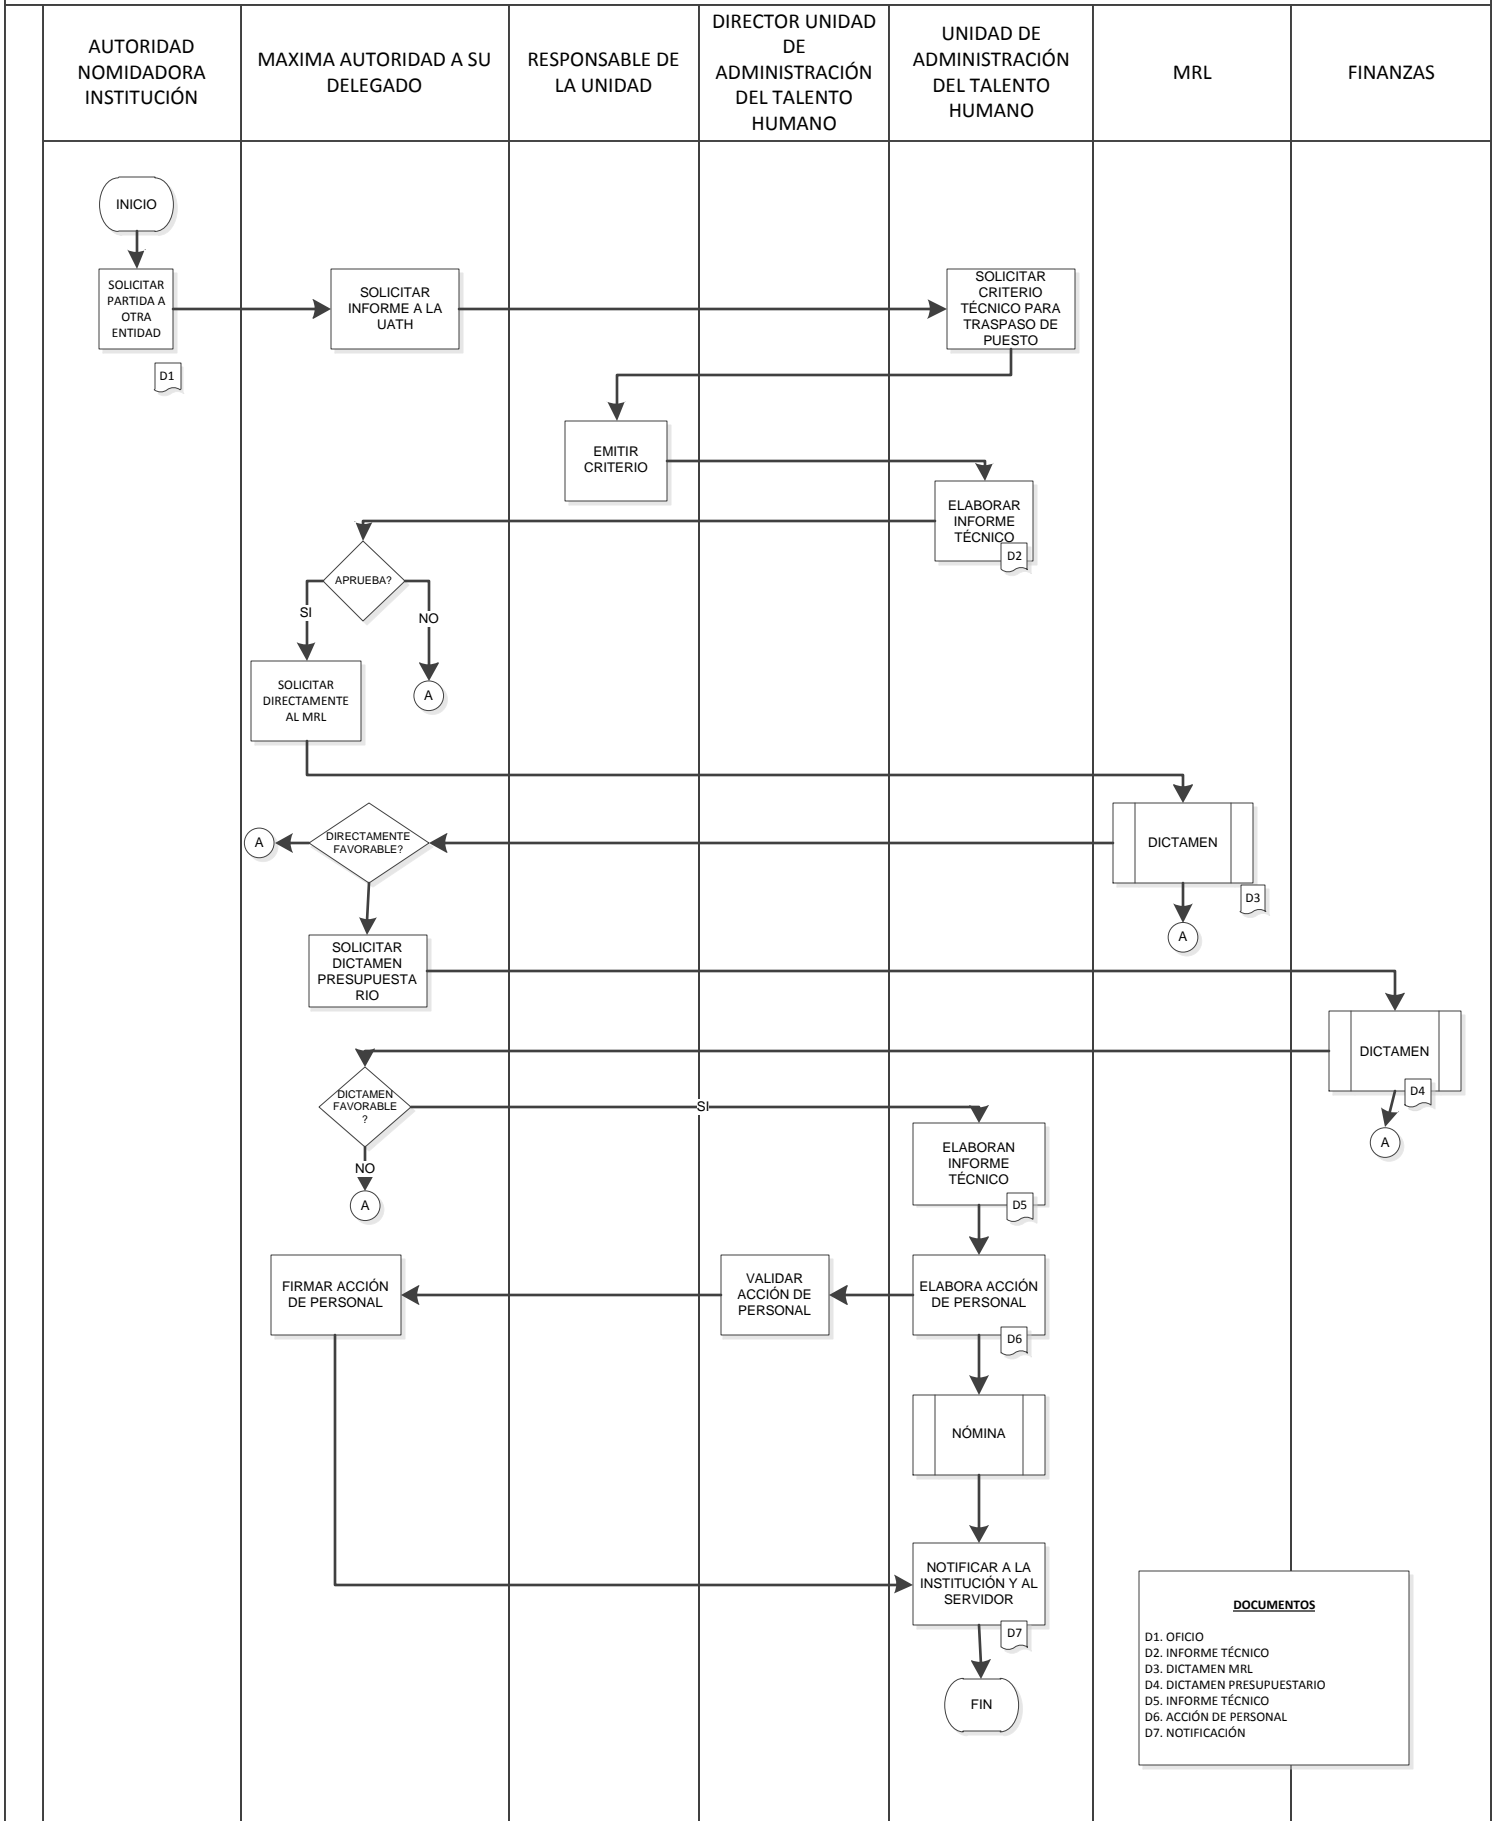 AUTORIDAD
NOMIDADORA
INSTITUCIÓN
MAXIMA AUTORIDAD A SU
DELEGADO
RESPONSABLE DE
LA UNIDAD
DIRECTOR UNIDAD
DE
ADMINISTRACIÓN
DEL TALENTO
HUMANO
UNIDAD DE
ADMINISTRACIÓN
DEL TALENTO
HUMANO
MRL
FINANZAS
INICIO
SOLICITAR
PARTIDA A
OTRA
ENTIDAD
D1
SOLICITAR
INFORME A LA
UATH
SOLICITAR
CRITERIO
TÉCNICO PARA
TRASPASO DE
PUESTO
EMITIR
CRITERIO
ELABORAR
INFORME
TÉCNICO
D2
APRUEBA?
SI
NO
SOLICITAR
DIRECTAMENTE
AL MRL
A
DICTAMEN
D3
A
DIRECTAMENTE
FAVORABLE?
A
SOLICITAR
DICTAMEN
PRESUPUESTA
RIO
DICTAMEN
D4
A
DICTAMEN
FAVORABLE
?
SI
NO
A
ELABORAN
INFORME
TÉCNICO
D5
FIRMAR ACCIÓN
DE PERSONAL
VALIDAR
ACCIÓN DE
PERSONAL
ELABORA ACCIÓN
DE PERSONAL
D6
NÓMINA
NOTIFICAR A LA
INSTITUCIÓN Y AL
SERVIDOR
D7
FIN
DOCUMENTOS
D1. OFICIO
D2. INFORME TÉCNICO
D3. DICTAMEN MRL
D4. DICTAMEN PRESUPUESTARIO
D5. INFORME TÉCNICO
D6. ACCIÓN DE PERSONAL
D7. NOTIFICACIÓN